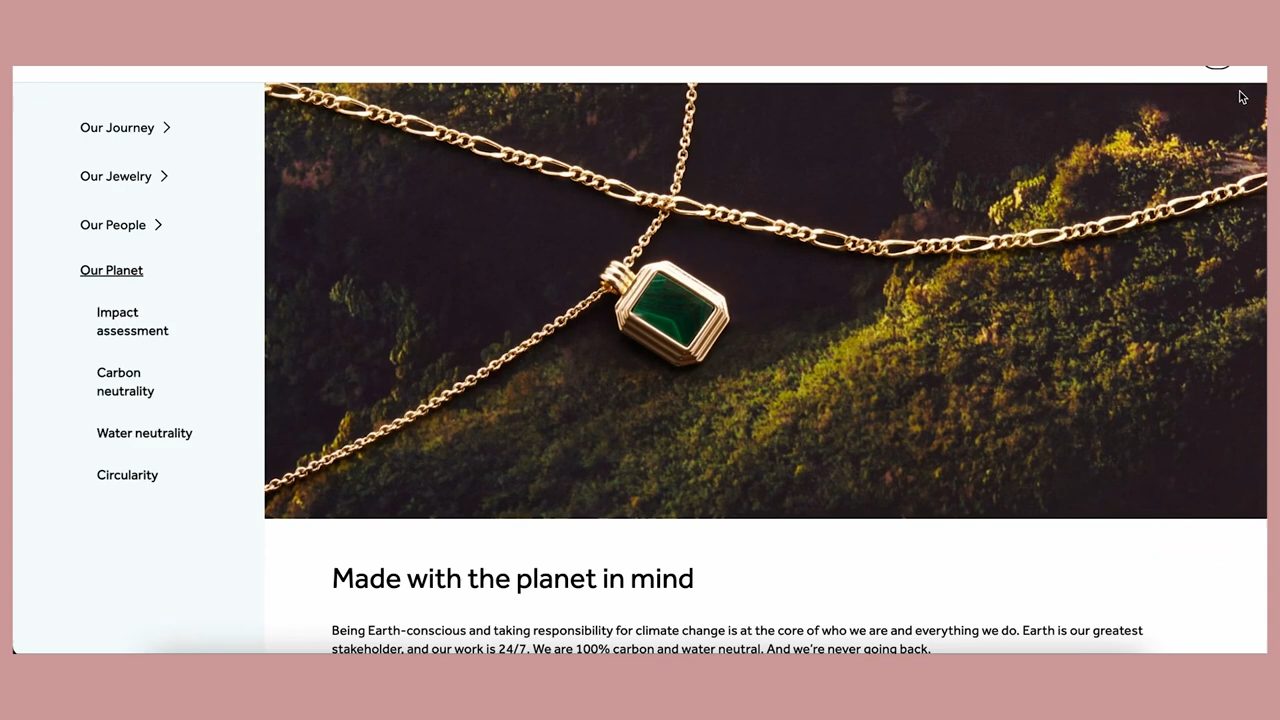 Our Journey
Our Jewelry
Our People
Our Planet
Impact
assessment
Carbon
neutrality
Water neutrality
Circularity
Made with the planet in mind
Being Earth-conscious and taking responsibility for climate change is at the core of who we are and everything we do. Earth is our greatest
stakeholder, and our work is 24/7. We are 100% carbon and water neutral. And we're never going back.